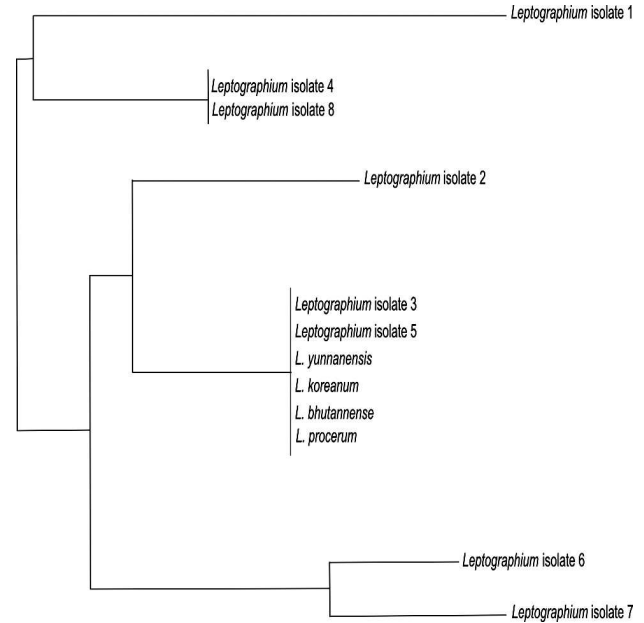 Leptographium isolate 1
Leptographium isolate 4
Leptographium isolate 8
Leptographium isolate 2
Leptographium isolate 3
Leptographium isolate 5
L. yunnanensis
L. koreanum
L. bhutannense
L. procerum
Leptographium isolate 6
Leptographium isolate 7